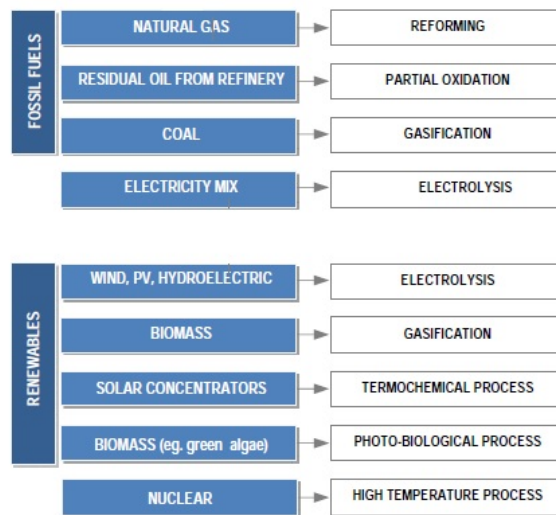 FOSSIL FUELS
NATURAL GAS
REFORMING
RESIDUAL OIL FROM REFINERY
PARTIAL OXIDATION
COAL
GASIFICATION
ELECTRICITY MIX
ELECTROLYSIS
RENEWABLES
WIND, PV, HYDROELECTRIC
ELECTROLYSIS
BIOMASS
GASIFICATION
SOLAR CONCENTRATORS
TERMOCHEMICAL PROCESS
BIOMASS (eg. green algae)
PHOTO-BIOLOGICAL PROCESS
NUCLEAR
HIGH TEMPERATURE PROCESS